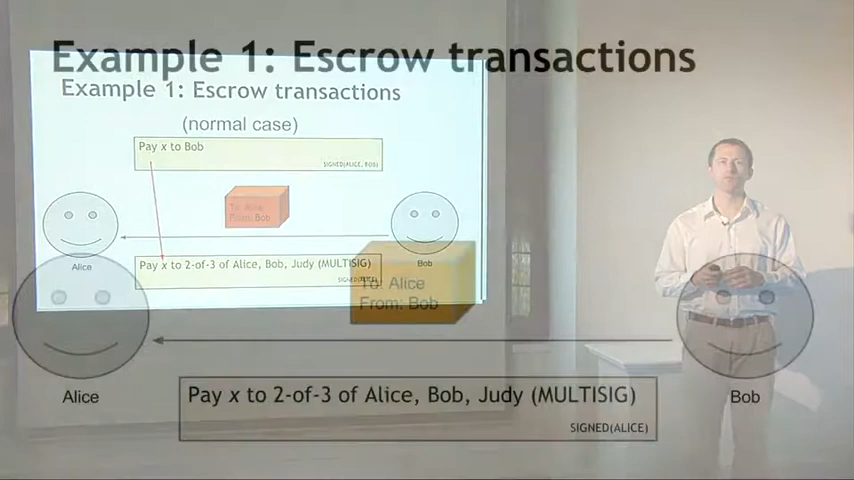 Example 1: Escrow transactions
Example 1: Escrow transactions
(normal case)
Pay x to Bob
SIGNED(ALICE, BOB)
To: Alice
From: Bob
Alice
Bob
Pay x to 2-of-3 of Alice, Bob, Judy (MULTISIG)
SIGNED(ALICE)
To: Alice
From: Bob
Alice
Bob
Pay x to 2-of-3 of Alice, Bob, Judy (MULTISIG)
SIGNED(ALICE)